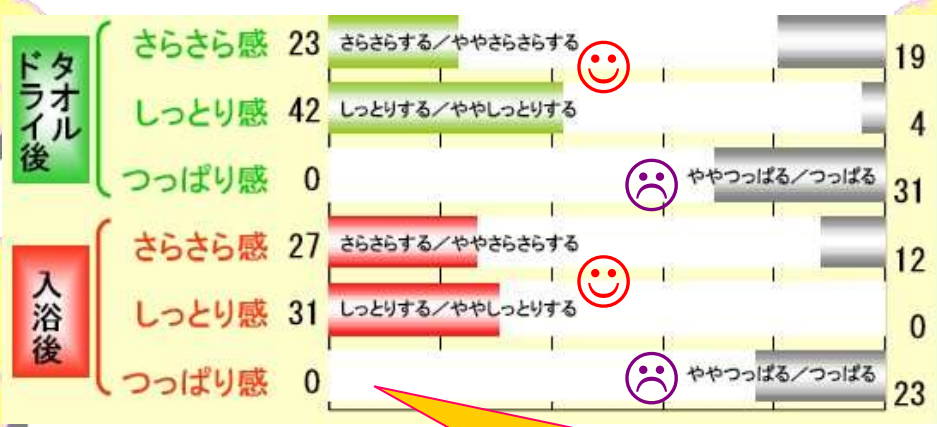 タオルドライ後
さらさら感 23 さらさらする／ややさらさらする 19
しっとり感 42 しっとりする／ややしっとりする 4
つっぱり感 0 ややつっぱる／つっぱる 31
入浴後
さらさら感 27 さらさらする／ややさらさらする 12
しっとり感 31 しっとりする／ややしっとりする 0
つっぱり感 0 ややつっぱる／つっぱる 23